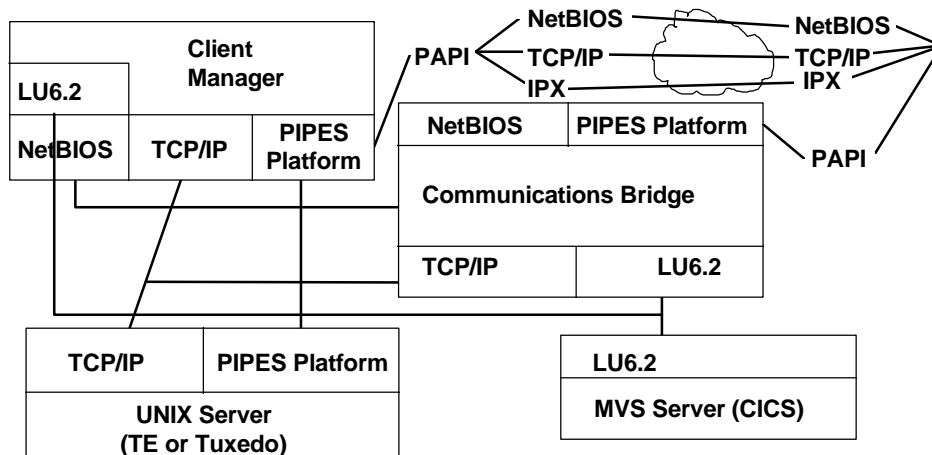 Client
Manager
LU6.2
NetBIOS
TCP/IP
PIPES
Platform
PAPI
NetBIOS
TCP/IP
IPX
NetBIOS
TCP/IP
IPX
PAPI
NetBIOS
PIPES Platform
Communications Bridge
TCP/IP
LU6.2
TCP/IP
PIPES Platform
UNIX Server
(TE or Tuxedo)
LU6.2
MVS Server (CICS)